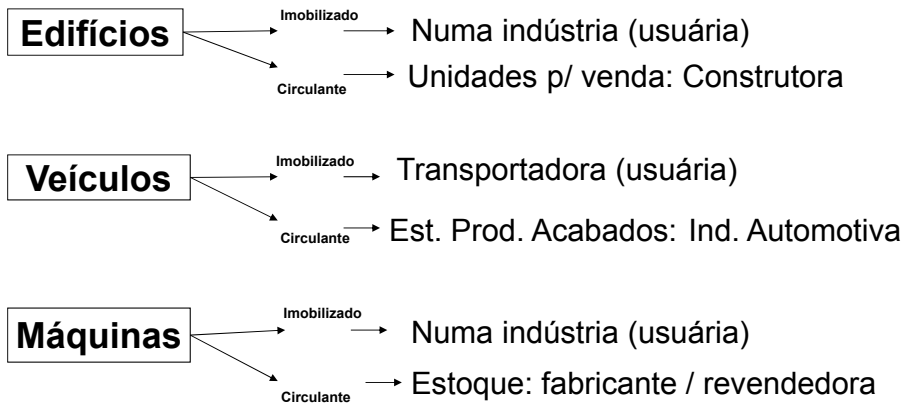 Edifícios
Imobilizado
Numa indústria (usuária)
Circulante
Unidades p/ venda: Construtora
Veículos
Imobilizado
Transportadora (usuária)
Circulante
Est. Prod. Acabados: Ind. Automotiva
Máquinas
Imobilizado
Numa indústria (usuária)
Circulante
Estoque: fabricante / revendedora